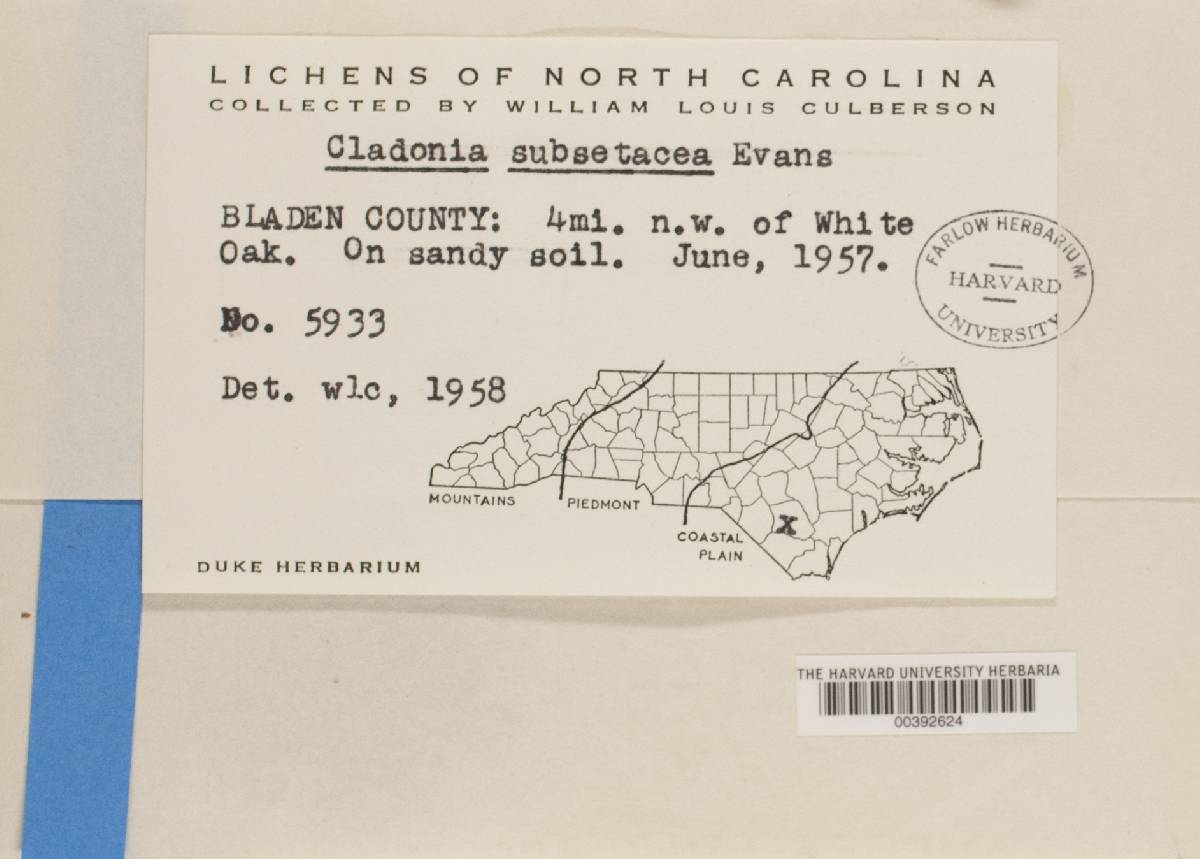 LICHENS OF NORTH CAROLINA
COLLECTED BY WILLIAM LOUIS CULBERSON
Cladonia subsetacea Evans
BLADEN COUNTY: 4mi. n.w. of White
Oak. On sandy soil. June, 1957.
No. 5933
Det. wlc, 1958
FARLOW HERBARIUM
HARVARD
UNIVERSITY
MOUNTAINS
PIEDMONT
COASTAL
PLAIN
X
DUKE HERBARIUM
THE HARVARD UNIVERSITY HERBARIA
00392624